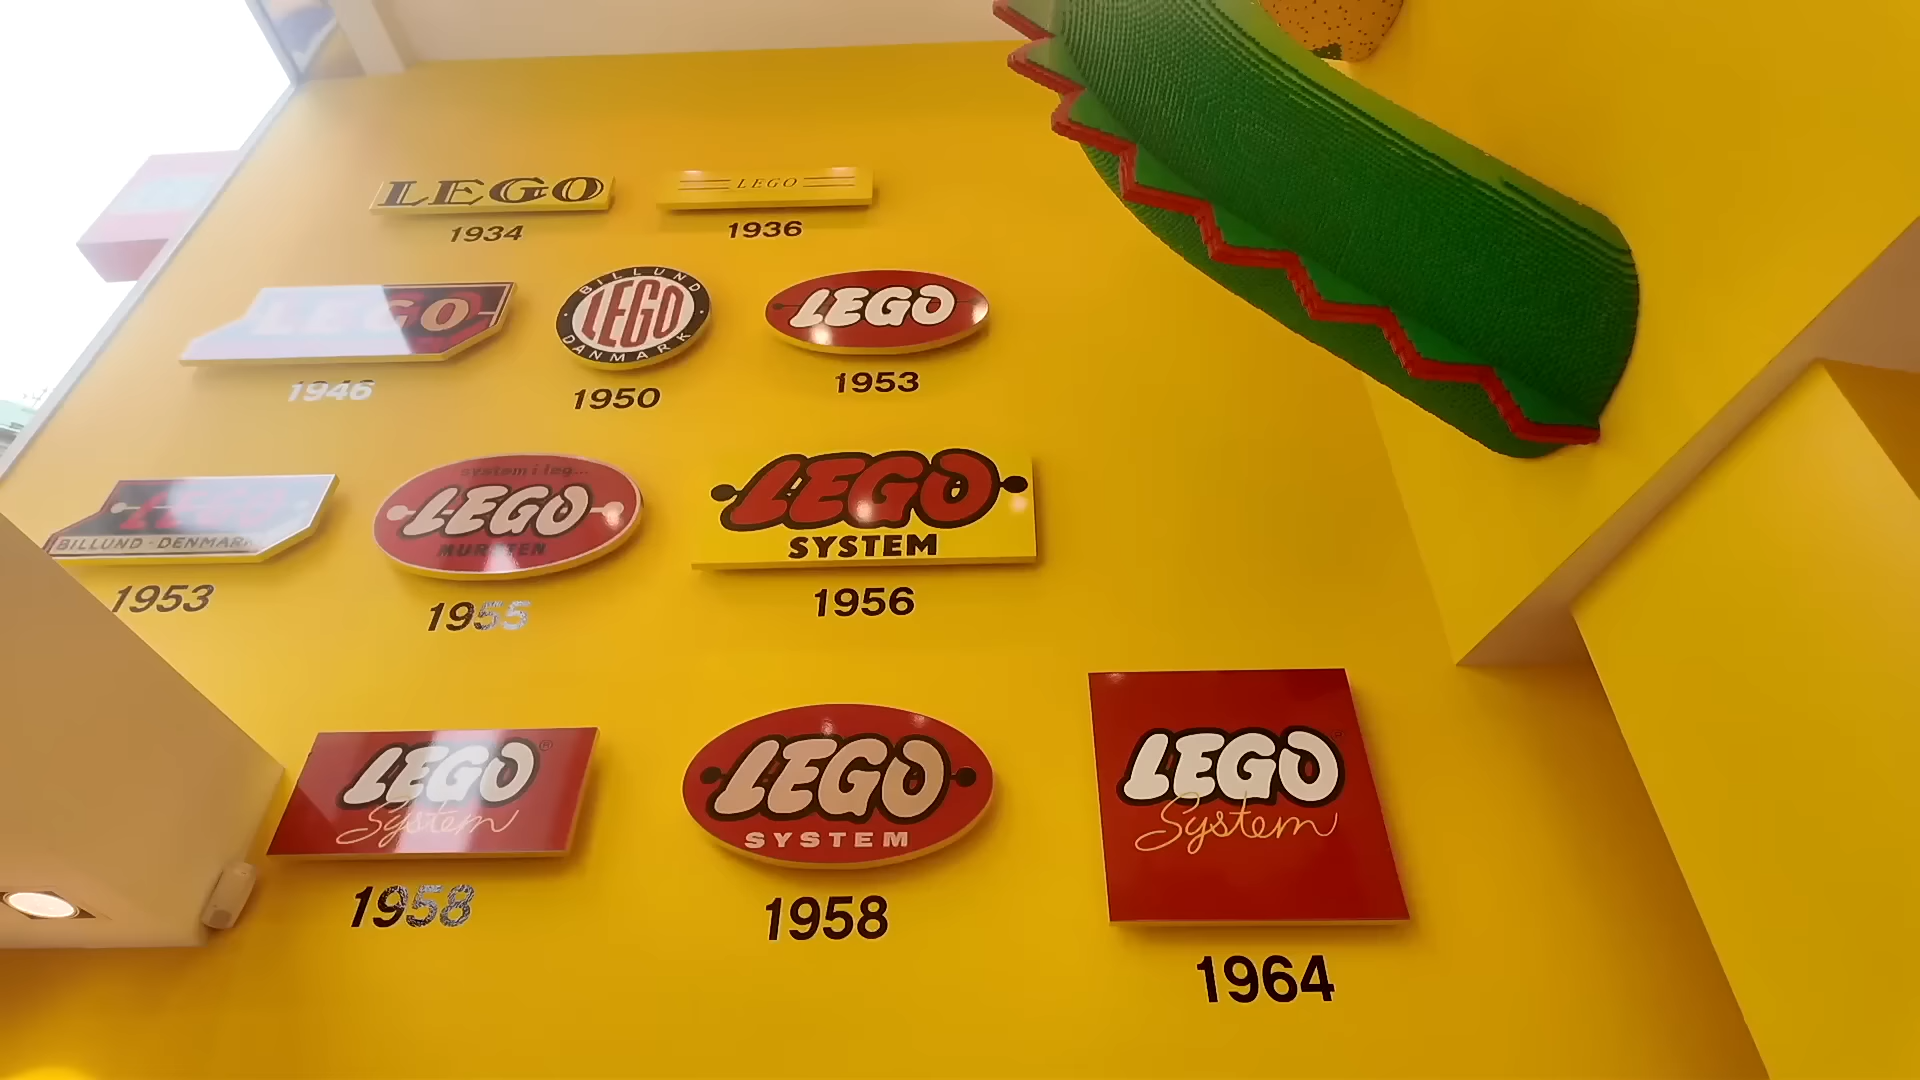 LEGO
1934
LEGO
1936
LEGO
1946
BILLUND
LEGO
DANMARK
1950
LEGO
1953
LEGO
BILLUND - DENMARK
1953
system i leg...
LEGO
MURSTEN
1955
LEGO
SYSTEM
1956
LEGO®
System
1958
LEGO
SYSTEM
1958
LEGO
System
1964